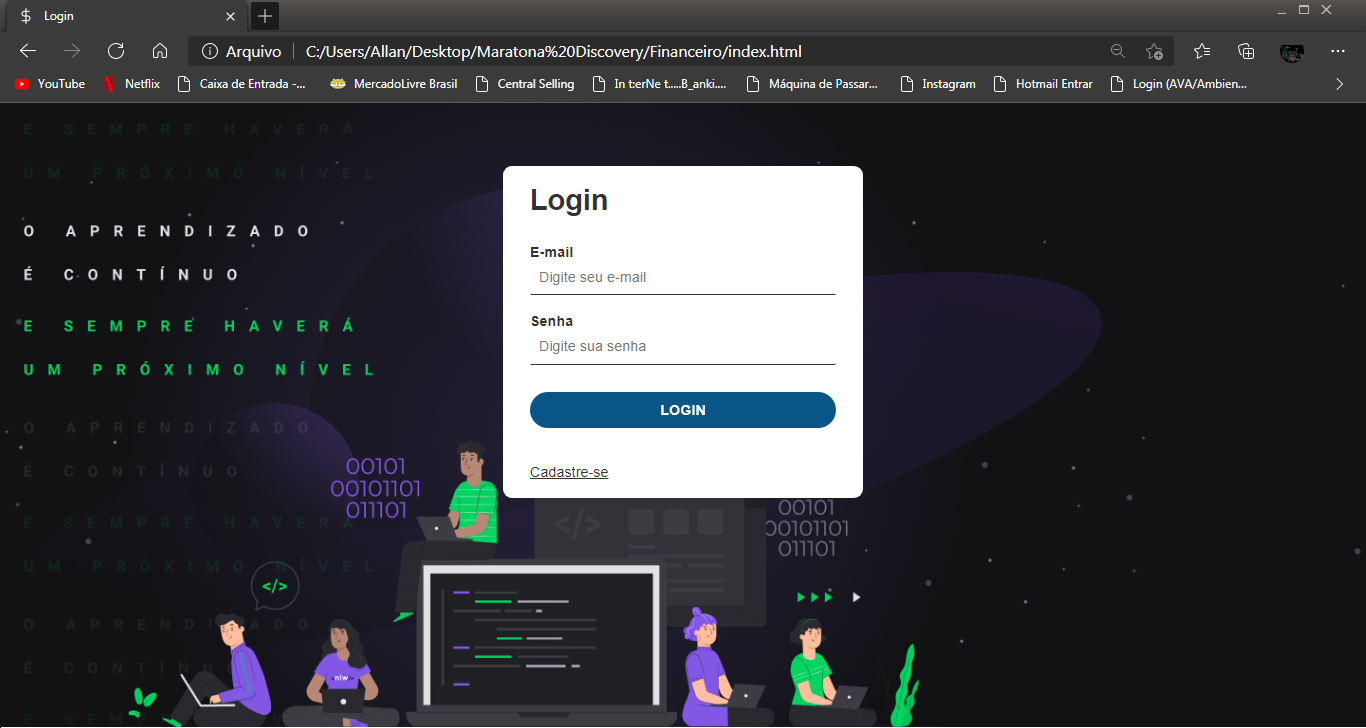 Login
Arquivo
C:/Users/Allan/Desktop/Maratona%20Discovery/Financeiro/index.html
YouTube
Netflix
Caixa de Entrada -...
MercadoLivre Brasil
Central Selling
In tterNe t.....B_anki....
Máquina de Passar...
Instagram
Hotmail Entrar
Login (AVA/Ambien...
E SEMPRE HAVERÁ
UM PRÓXIMO NÍVEL
O APRENDIZADO
É CONTÍNUO
E SEMPRE HAVERÁ
UM PRÓXIMO NÍVEL
O APRENDIZADO
É CONTÍNUO
E SEMPRE HAVERÁ
UM PRÓXIMO NÍVEL
O APRENDIZADO
É CONTÍNUO
E SEMPRE HAVERÁ
Login
E-mail
Digite seu e-mail
Senha
Digite sua senha
LOGIN
Cadastre-se
00101
00101101
011101
</>
00101
00101101
011101
</>
nlw